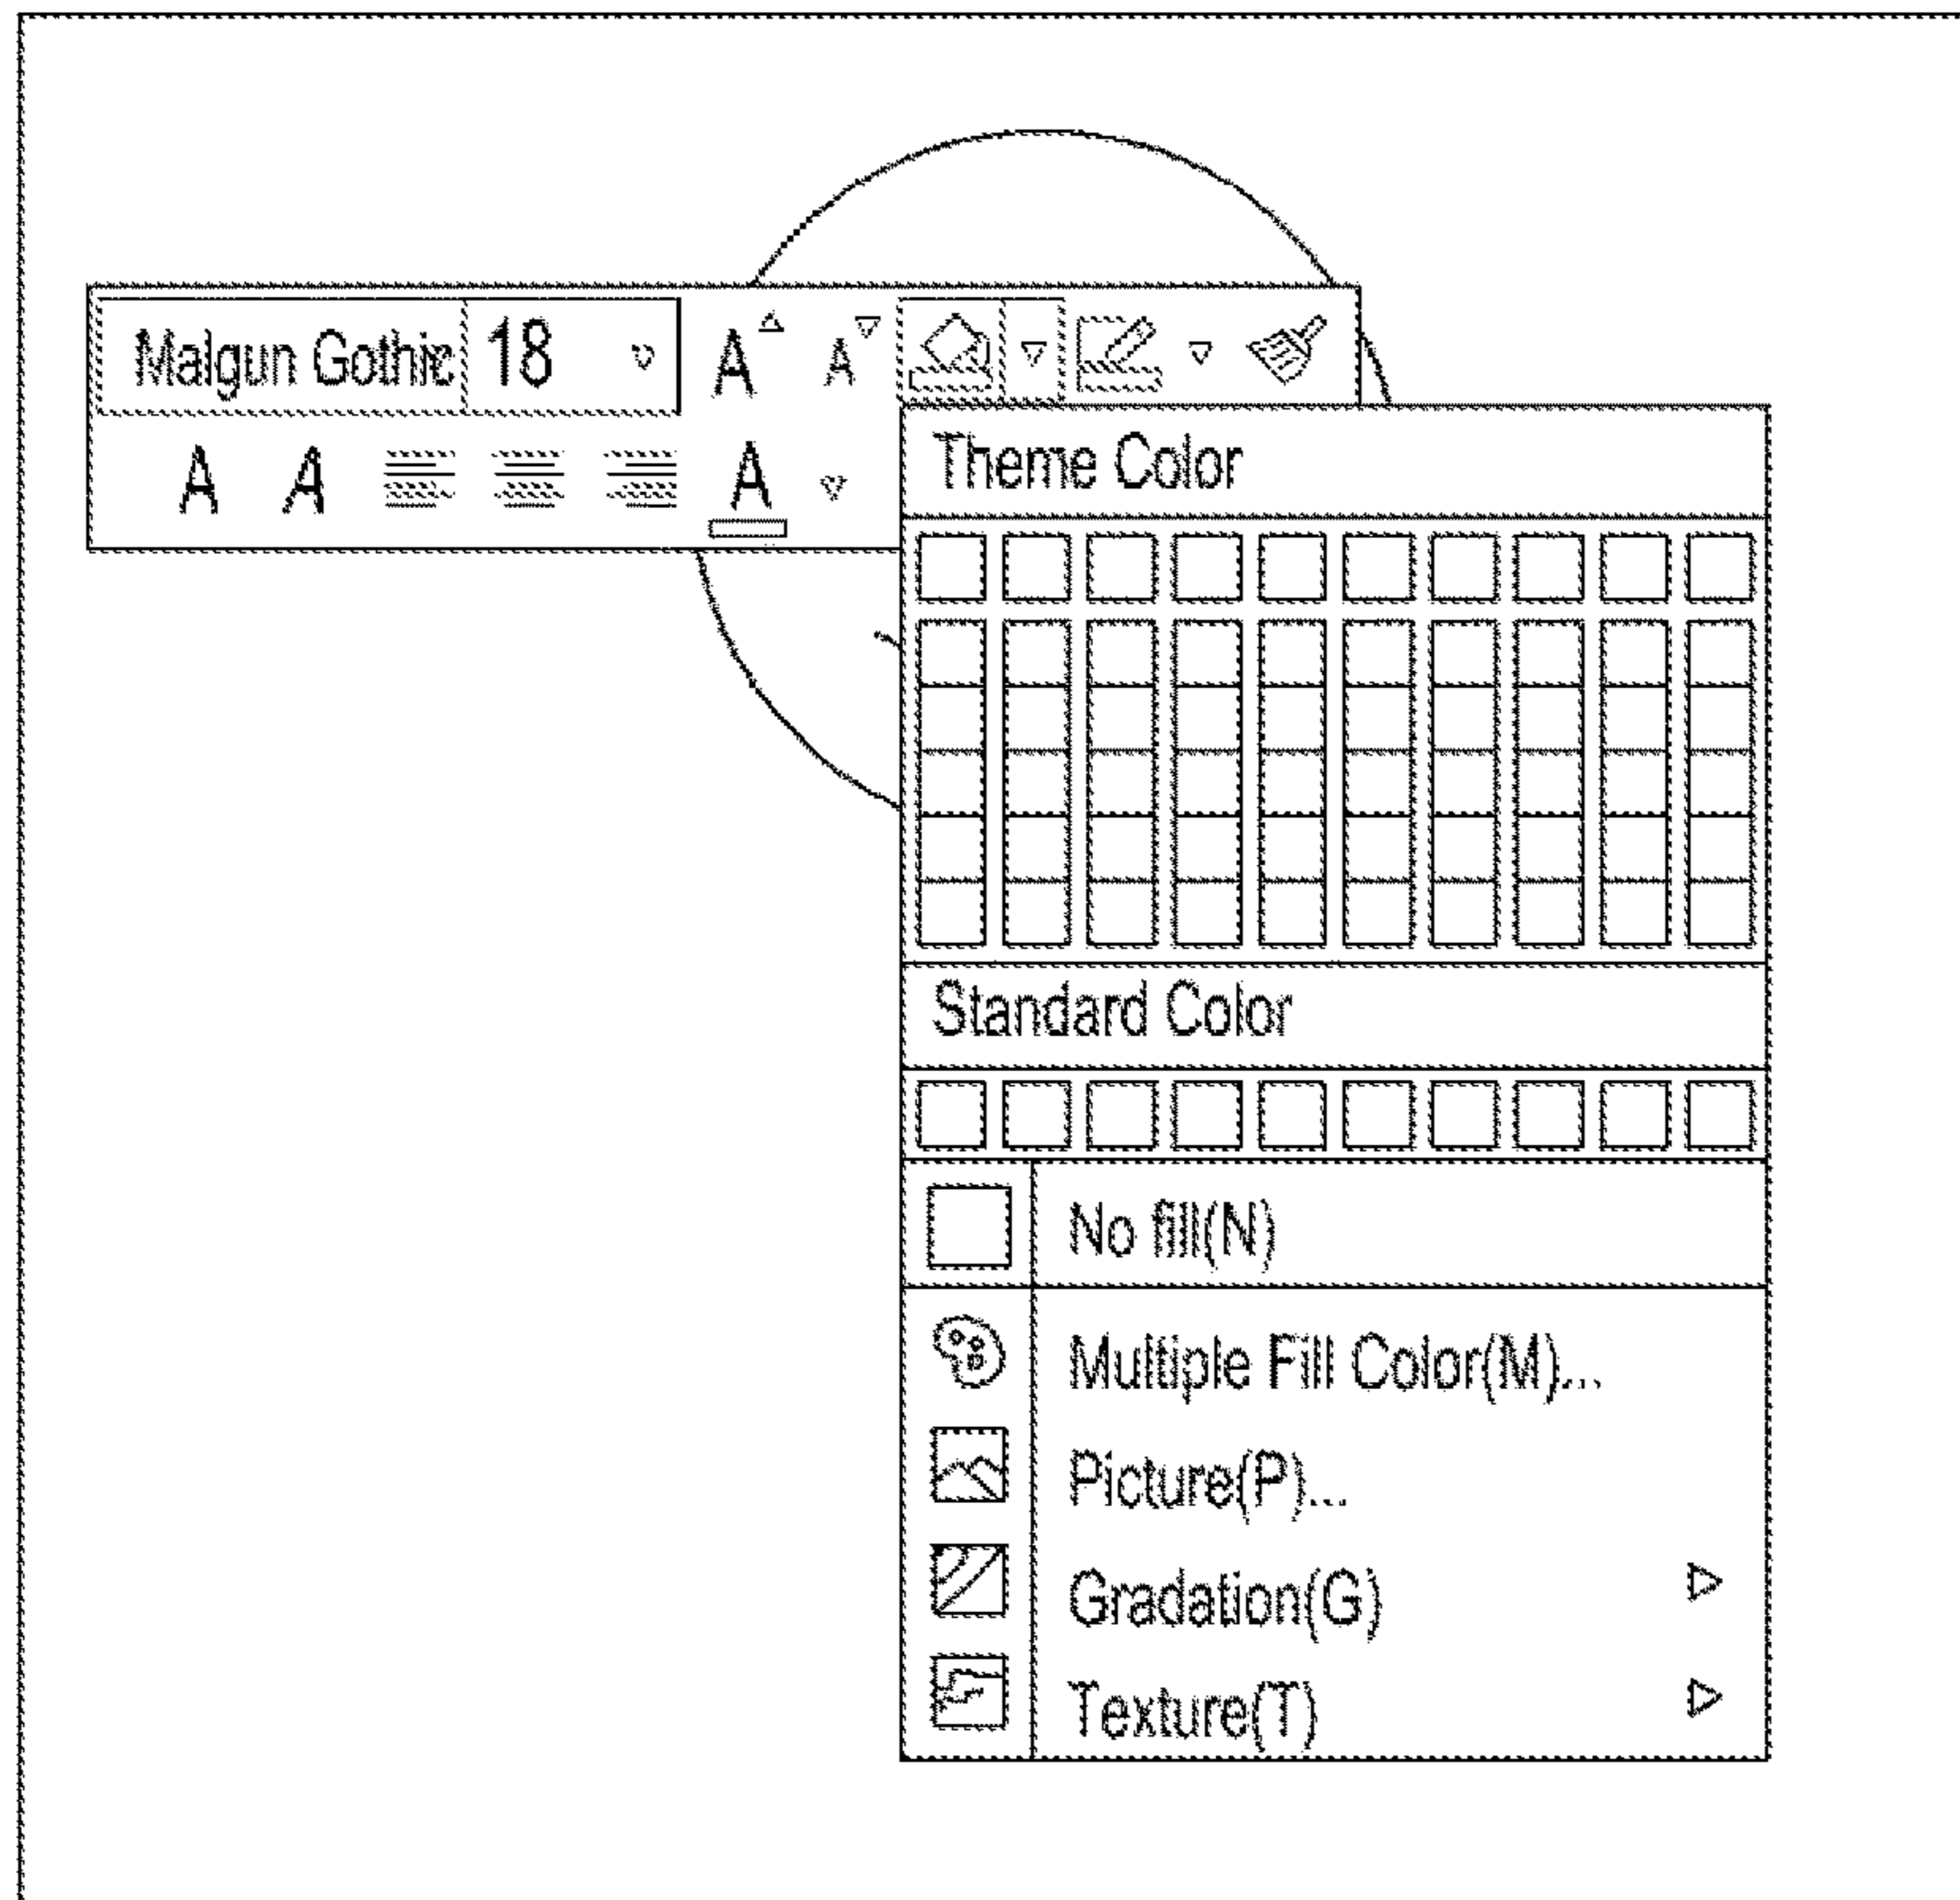 Malgun Gothic 18 A A
A A A
Theme Color
Standard Color
No fill(N)
Multiple Fill Color(M)...
Picture(P)...
Gradation(G)
Texture(T)